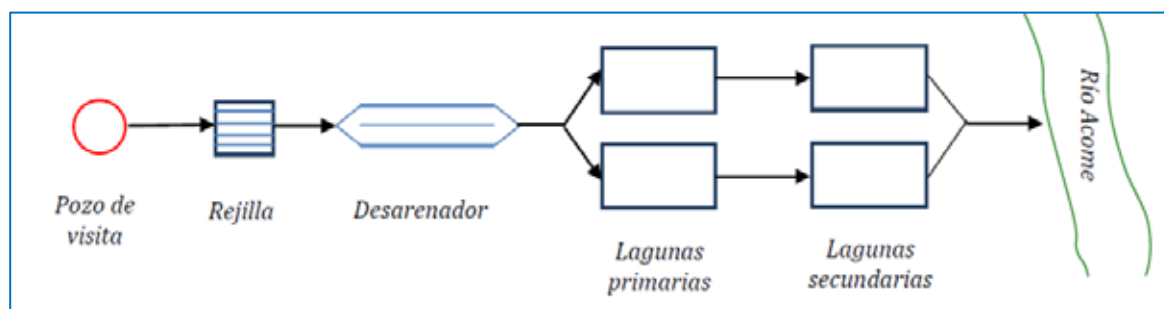 Pozo de
visita
Rejilla
Desarenador
Lagunas
primarias
Lagunas
secundarias
Río Acome